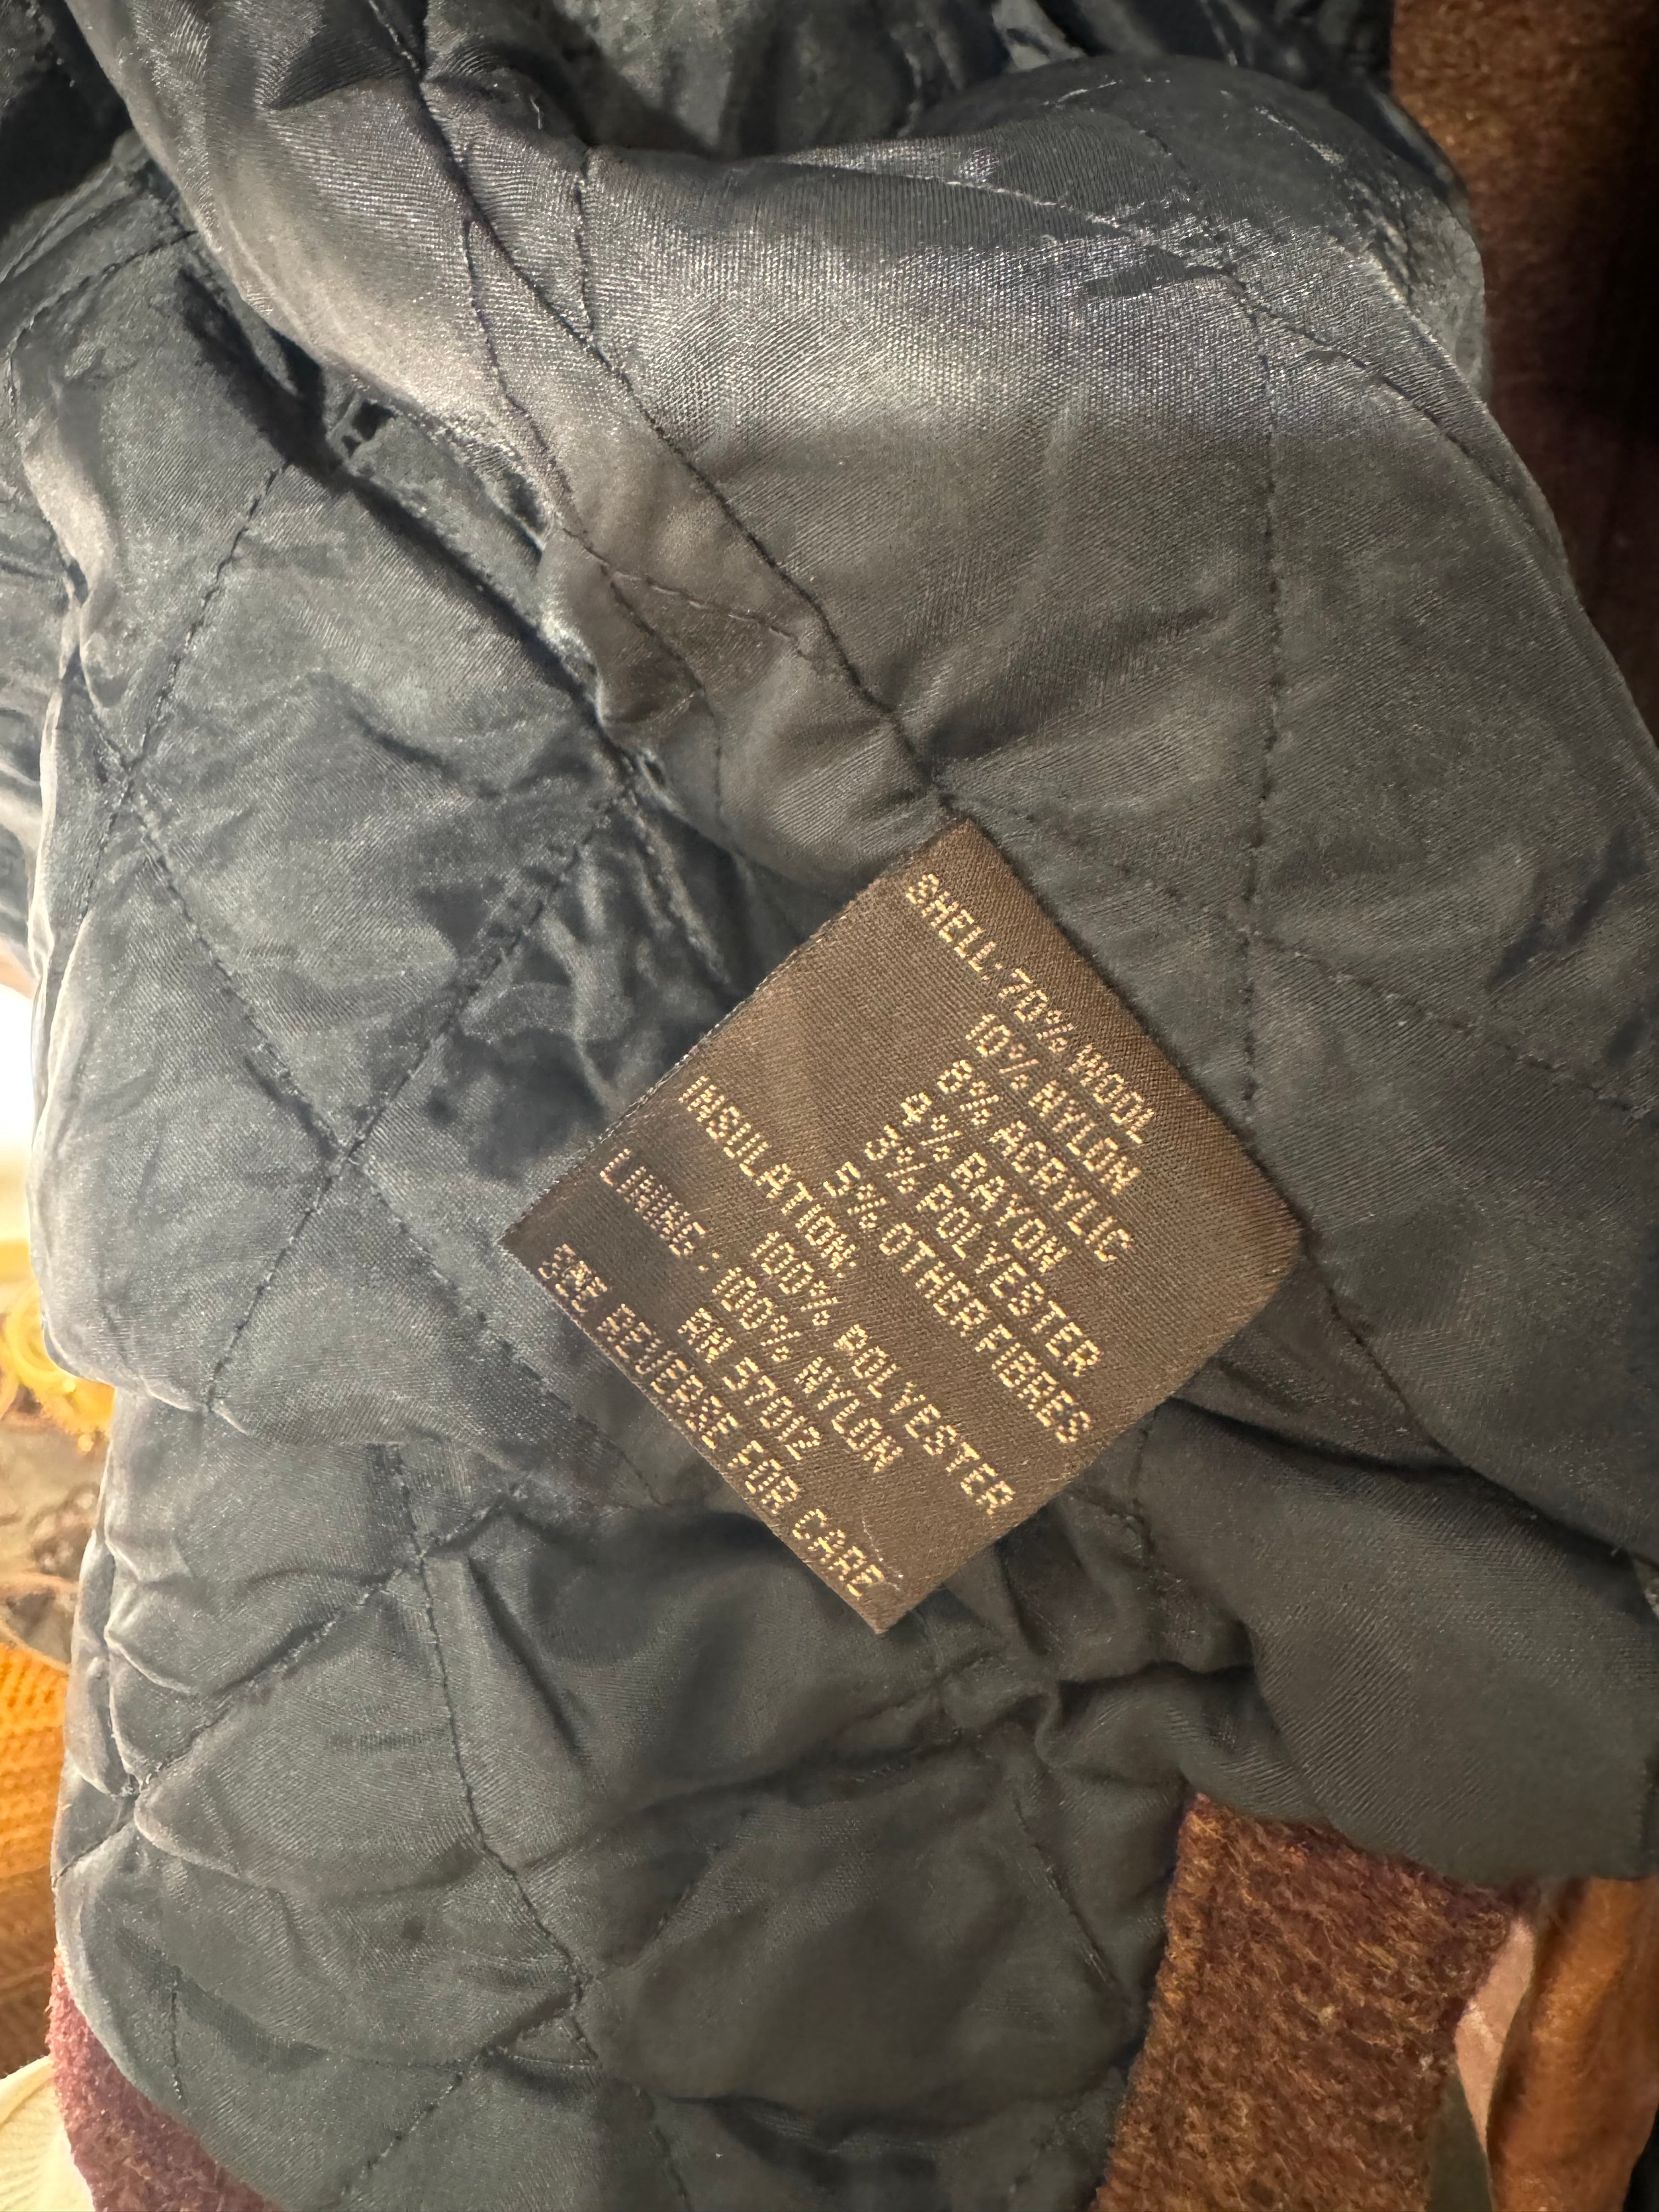 SHELL: 70% WOOL
10% NYLON
8% ACRYLIC
4% RAYON
3% POLYESTER
5% OTHER FIBRES
INSULATION:
100% POLYESTER
LINING: 100% NYLON
RN 57012
SEE REVERSE FOR CARE